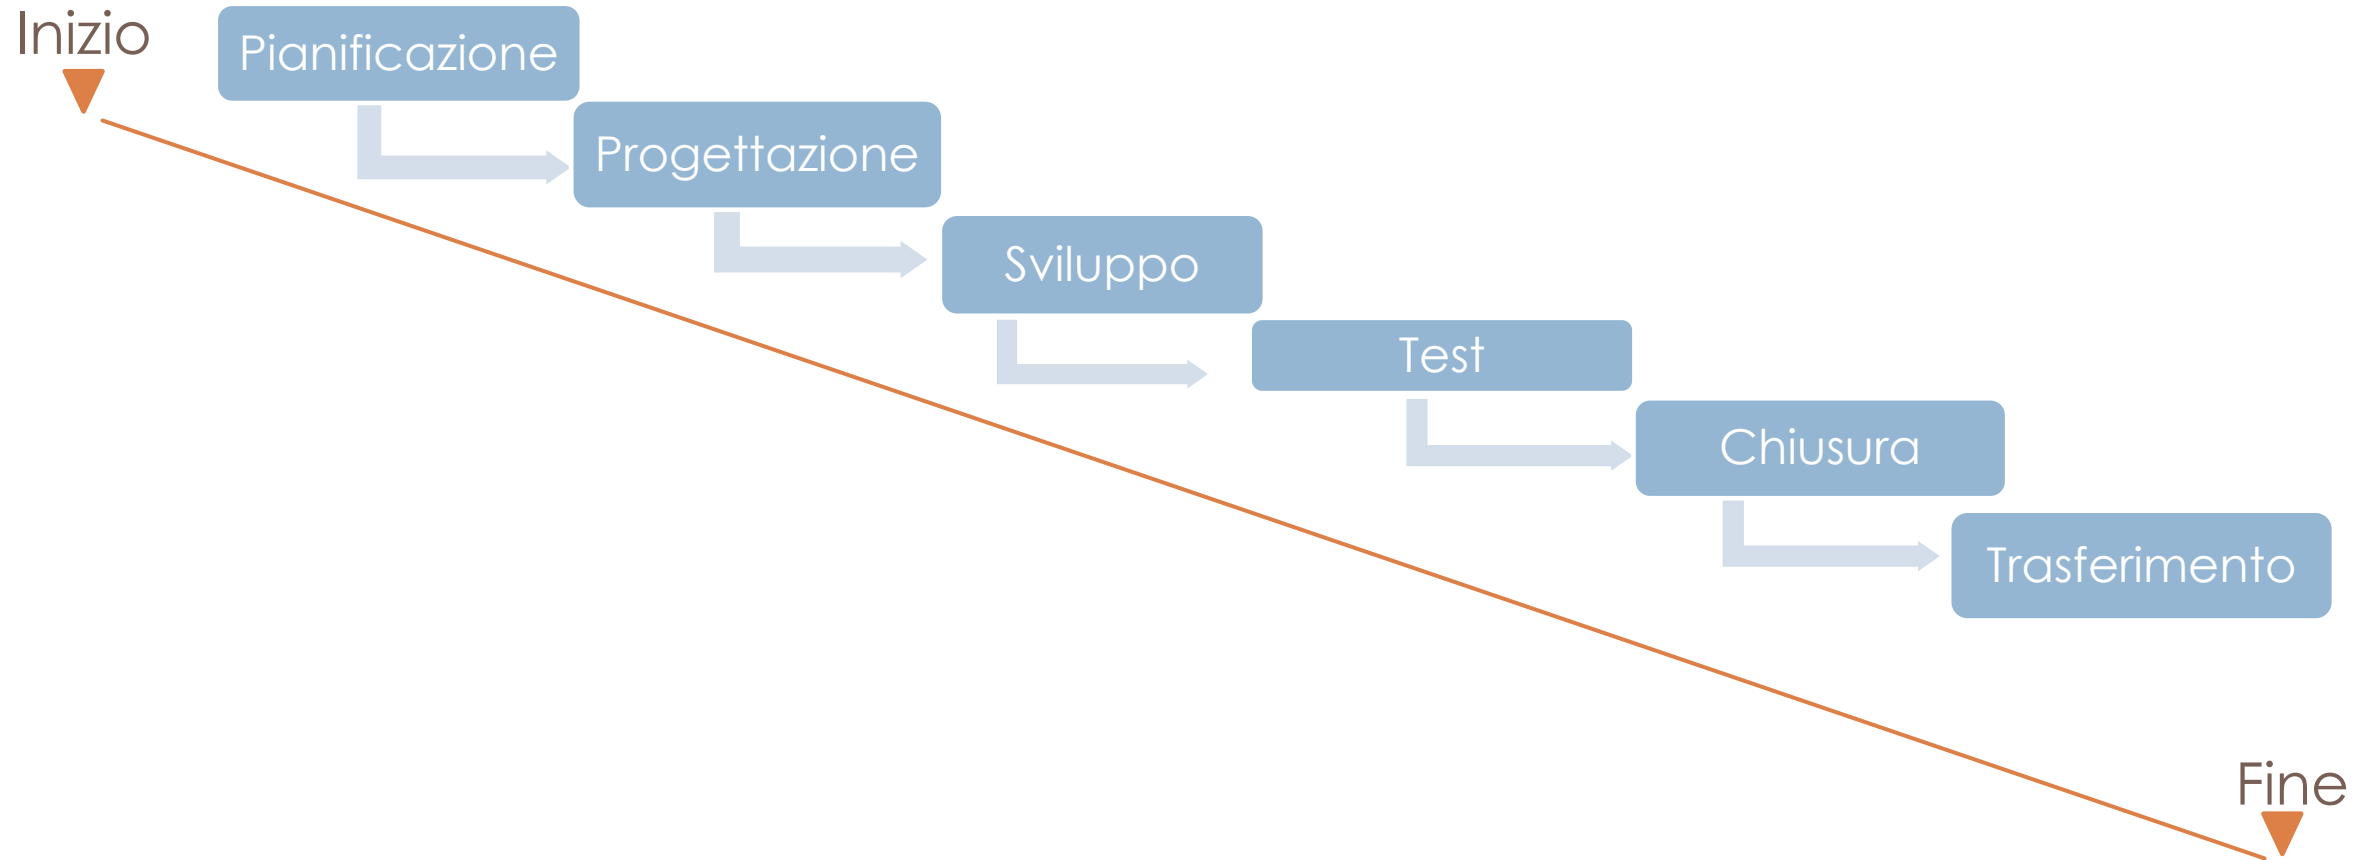 Inizio
Pianificazione
Progettazione
Sviluppo
Test
Chiusura
Trasferimento
Fine